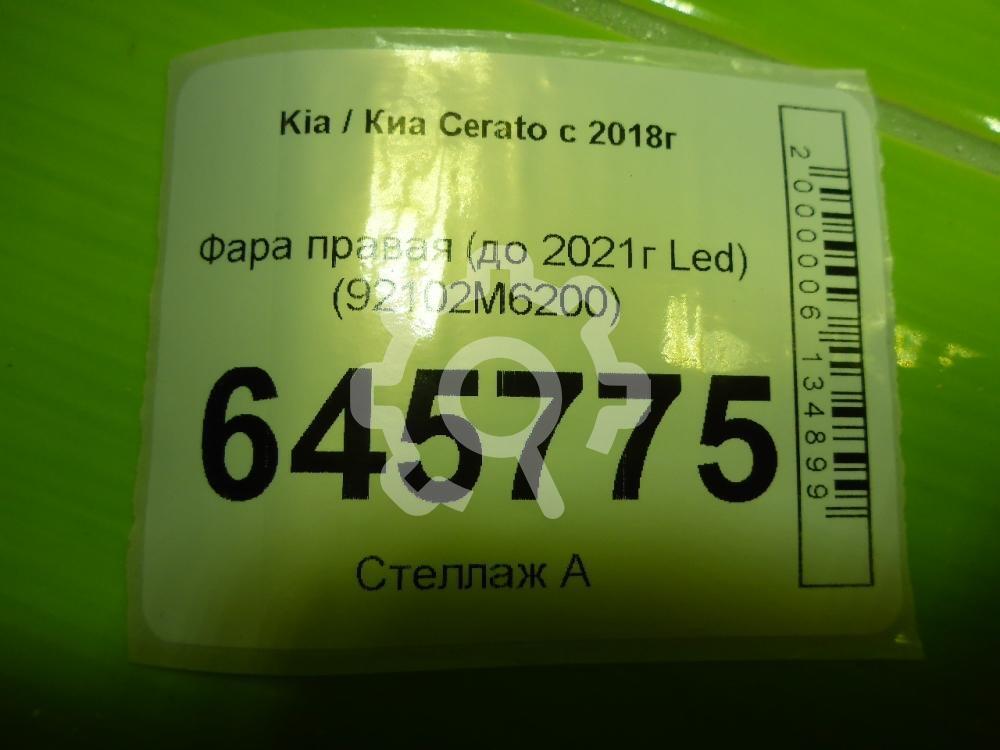 Kia / Киа Cerato с 2018г
Фара правая (до 2021г Led)
(92102M6200)
645775
Стеллаж А
2000006134899